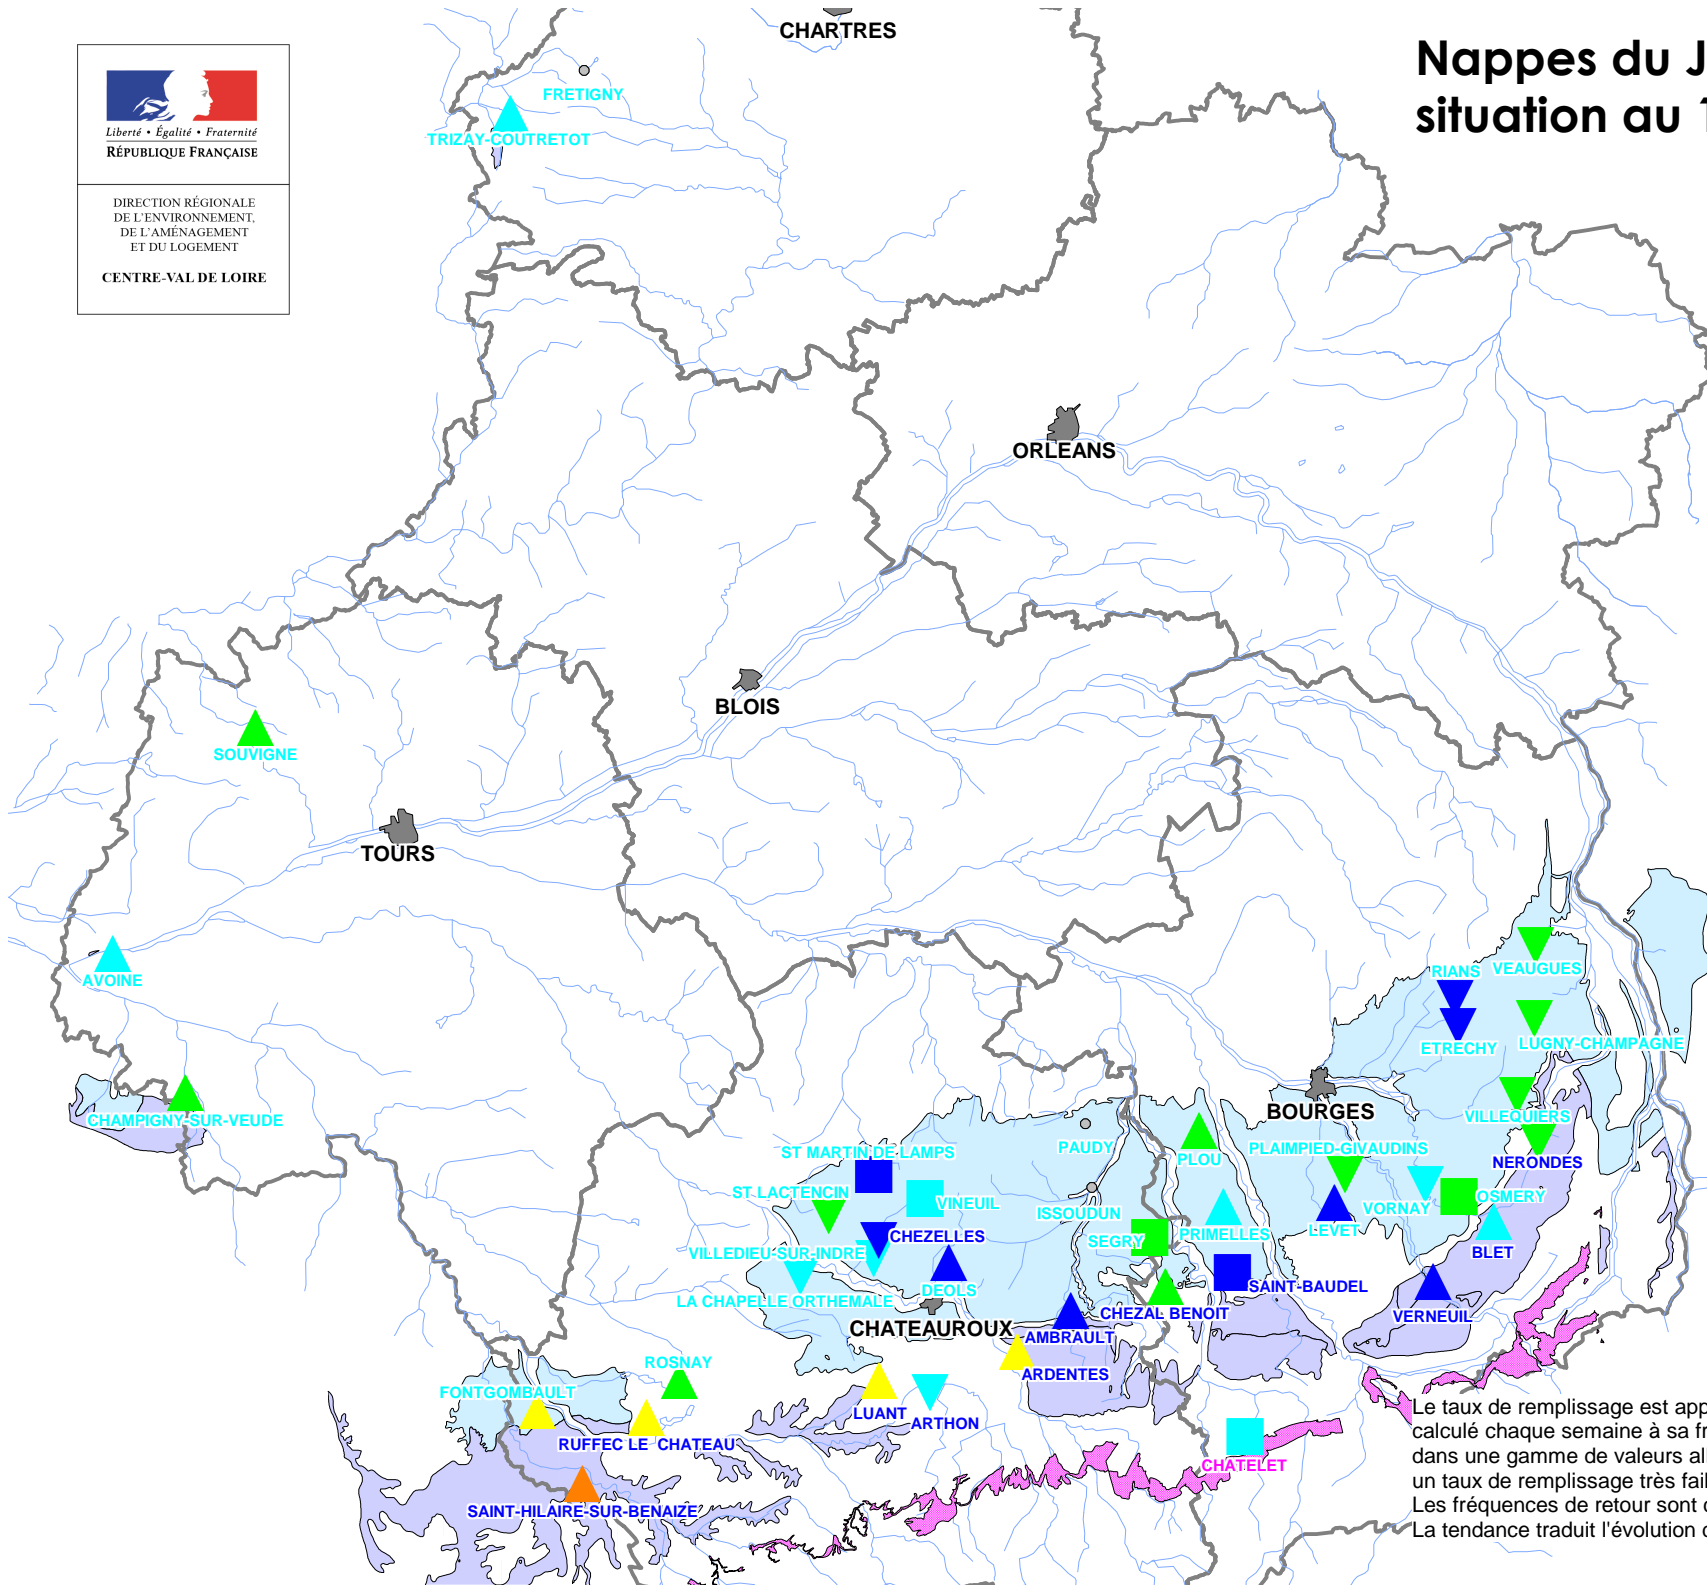 CHARTRES
Nappes du J
situation au 1
Liberté • Égalité • Fraternité
RÉPUBLIQUE FRANÇAISE
DIRECTION RÉGIONALE
DE L'ENVIRONNEMENT,
DE L'AMÉNAGEMENT
ET DU LOGEMENT
CENTRE-VAL DE LOIRE
FRETIGNY
TRIZAY-COUTRETOT
ORLEANS
BLOIS
SOUVIGNE
TOURS
AVOINE
RIANS
VEAUGUES
ETRECHY
LUGNY-CHAMPAGNE
BOURGES
CHAMPIGNY-SUR-VEUDE
VILLEQUIERS
ST MARTIN DE LAMPS
PAUDY
PLOU
PLAIMPIED-GIVAUDINS
NERONDES
ST LACTENCIN
VINEUIL
ISSOUDUN
VORNAY
OSMERY
CHEZELLES
SEGRY
PRIMELLES
LEVET
VILLEDIEU-SUR-INDRE
BLET
LA CHAPELLE ORTHEMALE
DEOLS
SAINT-BAUDEL
CHEZAL BENOIT
VERNEUIL
CHATEAUROUX
AMBRAULT
ROSNAY
ARDENTES
FONTGOMBAULT
LUANT
ARTHON
RUFFEC LE CHATEAU
CHATELET
SAINT-HILAIRE-SUR-BENAIZE
Le taux de remplissage est app
calculé chaque semaine à sa fr
dans une gamme de valeurs all
un taux de remplissage très fail
Les fréquences de retour sont c
La tendance traduit l'évolution d